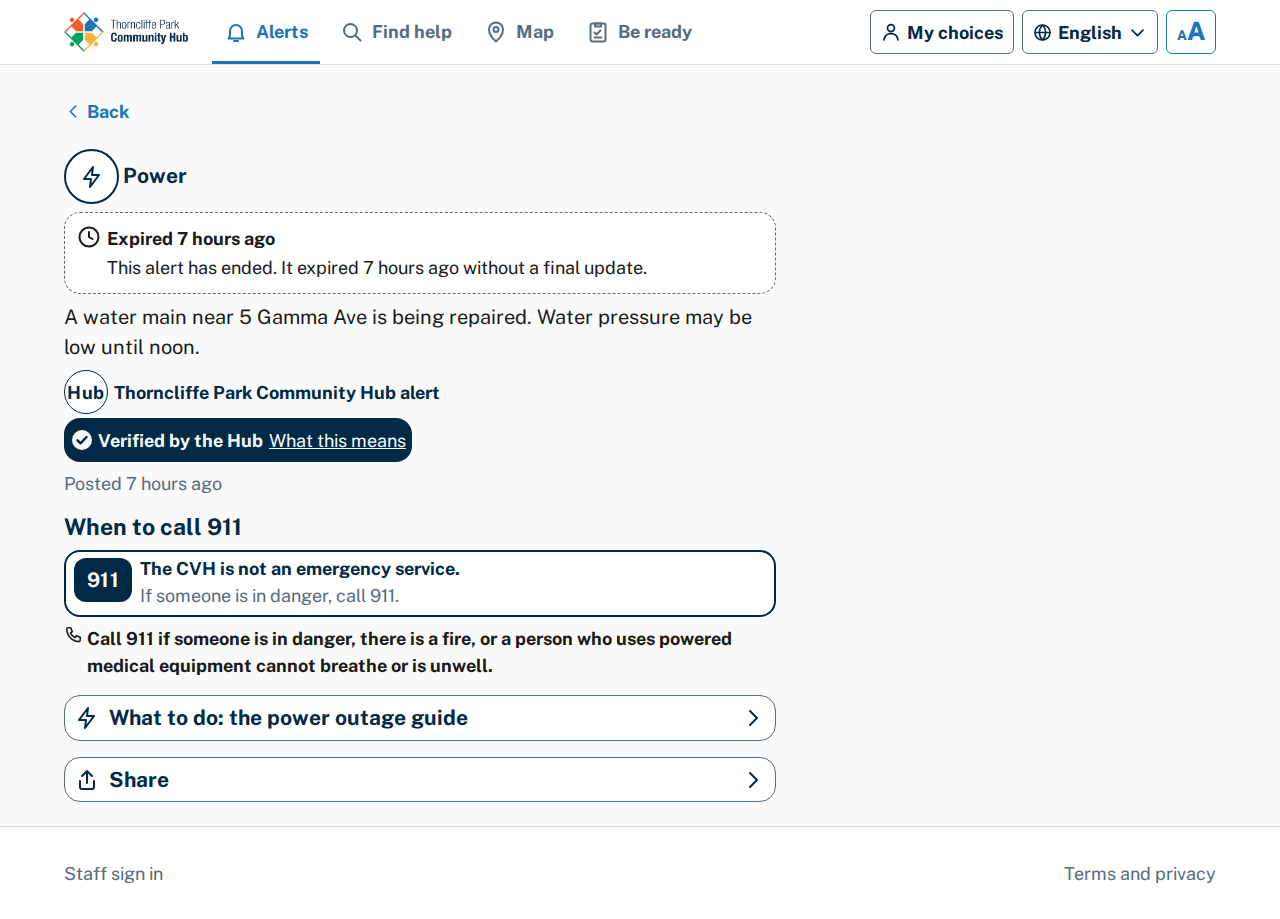 Thorncliffe Park
Community Hub
Alerts
Find help
Map
Be ready
My choices
English
AA
Back
Power
Expired 7 hours ago
This alert has ended. It expired 7 hours ago without a final update.
A water main near 5 Gamma Ave is being repaired. Water pressure may be
low until noon.
Hub Thorncliffe Park Community Hub alert
Verified by the Hub What this means
Posted 7 hours ago
When to call 911
911
The CVH is not an emergency service.
If someone is in danger, call 911.
Call 911 if someone is in danger, there is a fire, or a person who uses powered
medical equipment cannot breathe or is unwell.
What to do: the power outage guide
Share
Staff sign in
Terms and privacy